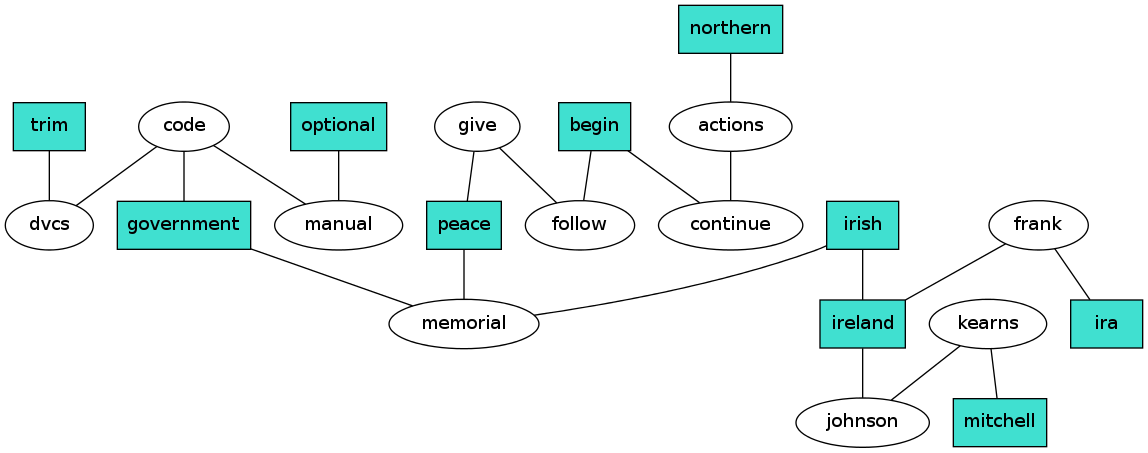 northern
trim
code
optional
give
begin
actions
dvcs
government
manual
peace
follow
continue
irish
frank
memorial
ireland
kearns
ira
johnson
mitchell